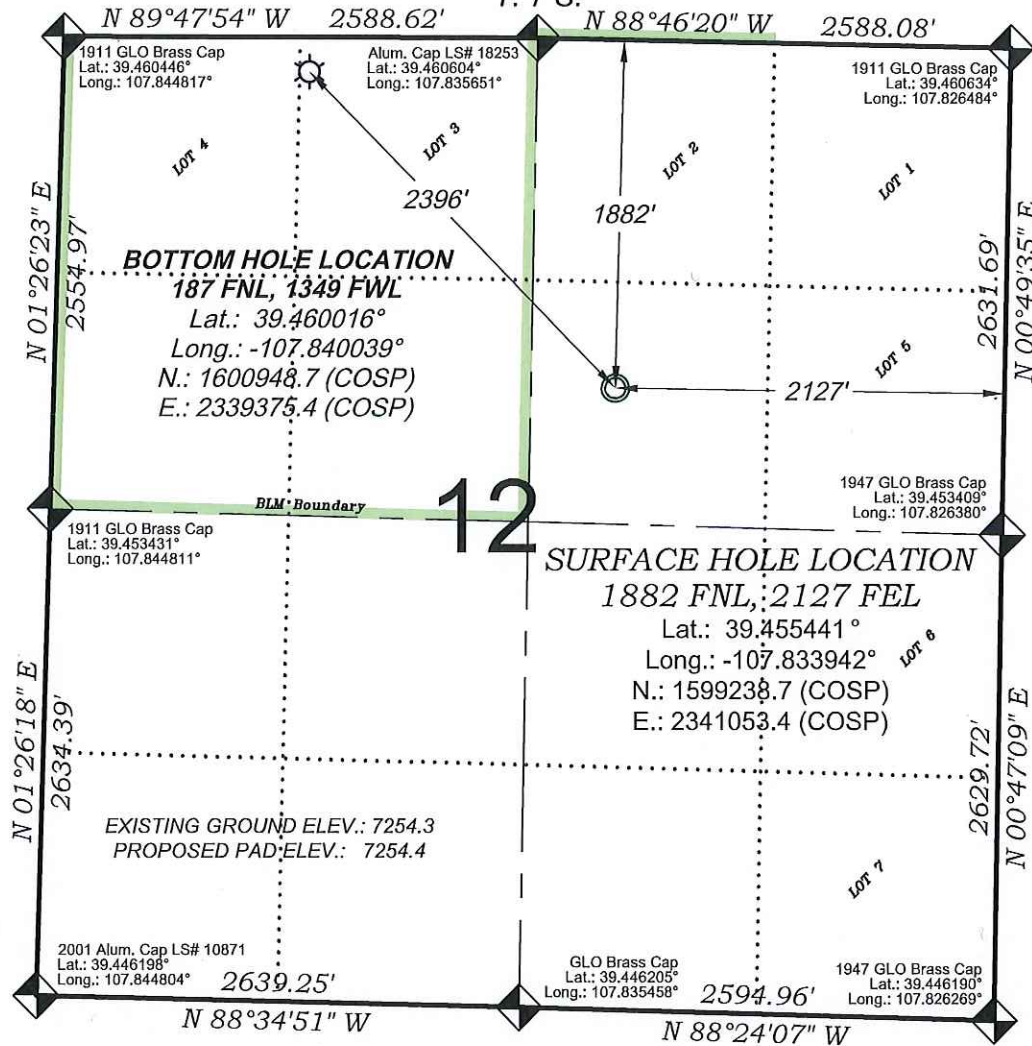 T. 7 S.
N 89°47'54" W 2588.62'
N 88°46'20" W 2588.08'
1911 GLO Brass Cap
Lat.: 39.460446°
Long.: 107.844817°
Alum. Cap LS# 18253
Lat.: 39.460604°
Long.: 107.835651°
1911 GLO Brass Cap
Lat.: 39.460634°
Long.: 107.826484°
LOT 4
LOT 3
LOT 2
LOT 1
2396'
1882'
N 01°26'23" E
2554.97'
2631.69'
N 00°49'35" E
BOTTOM HOLE LOCATION
187 FNL, 1349 FWL
Lat.: 39.460016°
Long.: -107.840039°
N.: 1600948.7 (COSP)
E.: 2339375.4 (COSP)
LOT 5
2127'
BLM Boundary
12
1911 GLO Brass Cap
Lat.: 39.453431°
Long.: 107.844811°
1947 GLO Brass Cap
Lat.: 39.453409°
Long.: 107.826380°
SURFACE HOLE LOCATION
1882 FNL, 2127 FEL
Lat.: 39.455441°
Long.: -107.833942°
N.: 1599238.7 (COSP)
E.: 2341053.4 (COSP)
LOT 6
N 01°26'18" E
2634.39'
2629.72'
N 00°47'09" E
EXISTING GROUND ELEV.: 7254.3
PROPOSED PAD ELEV.: 7254.4
LOT 7
2001 Alum. Cap LS# 10871
Lat.: 39.446198°
Long.: 107.844804°
GLO Brass Cap
Lat.: 39.446205°
Long.: 107.835458°
1947 GLO Brass Cap
Lat.: 39.446190°
Long.: 107.826269°
2639.25'
N 88°34'51" W
2594.96'
N 88°24'07" W